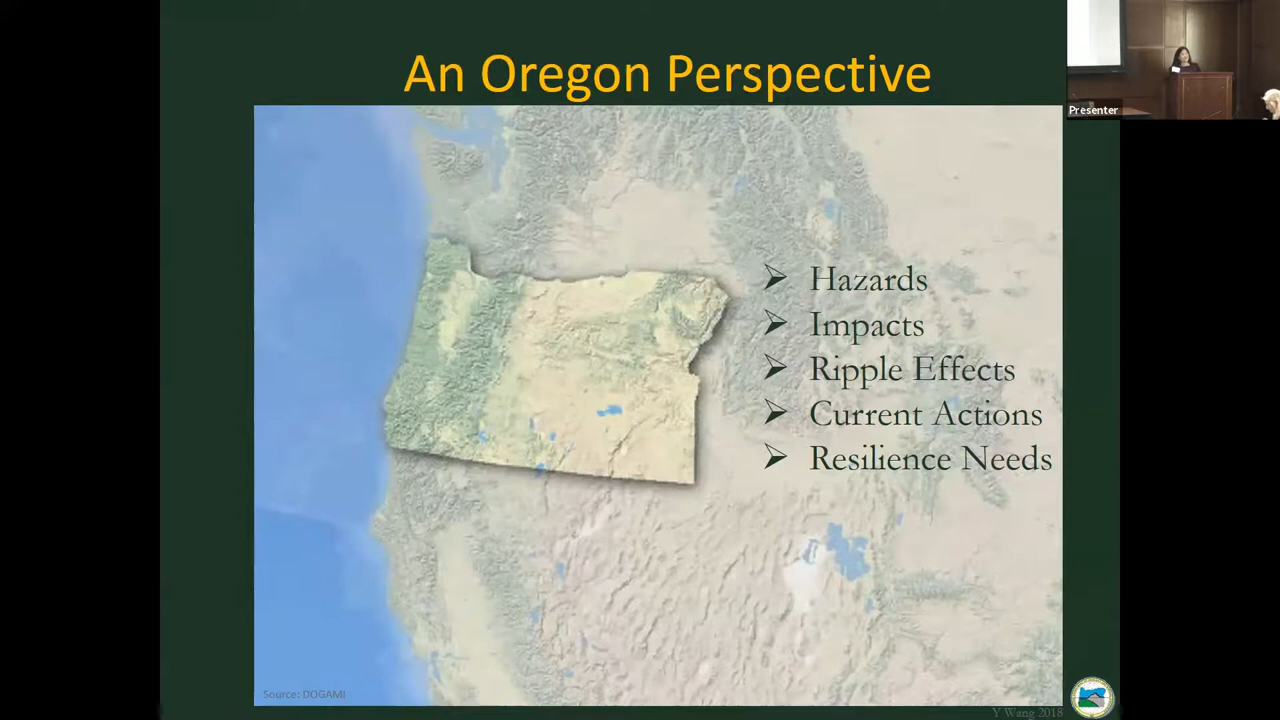 An Oregon Perspective
Presenter
Hazards
Impacts
Ripple Effects
Current Actions
Resilience Needs
Source: DOGAMI
Y Wang 2018